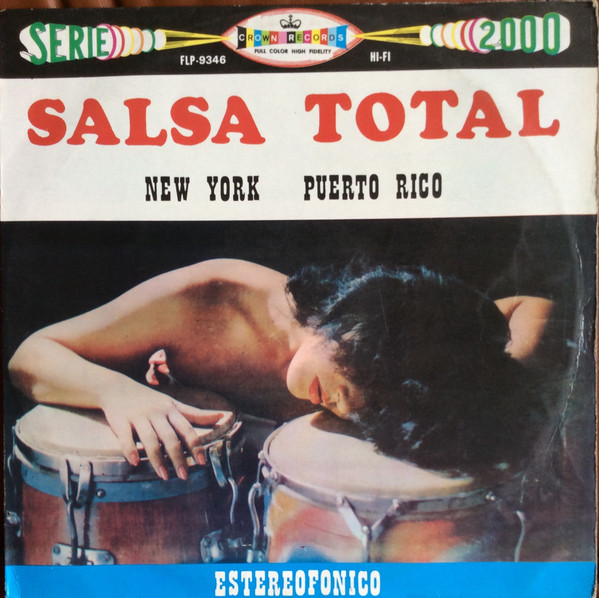 SERIE CROWN RECORDS 2000
FLP-9346 FULL COLOR HIGH FIDELITY HI-FI
SALSA TOTAL
NEW YORK PUERTO RICO
ESTEREOFONICO